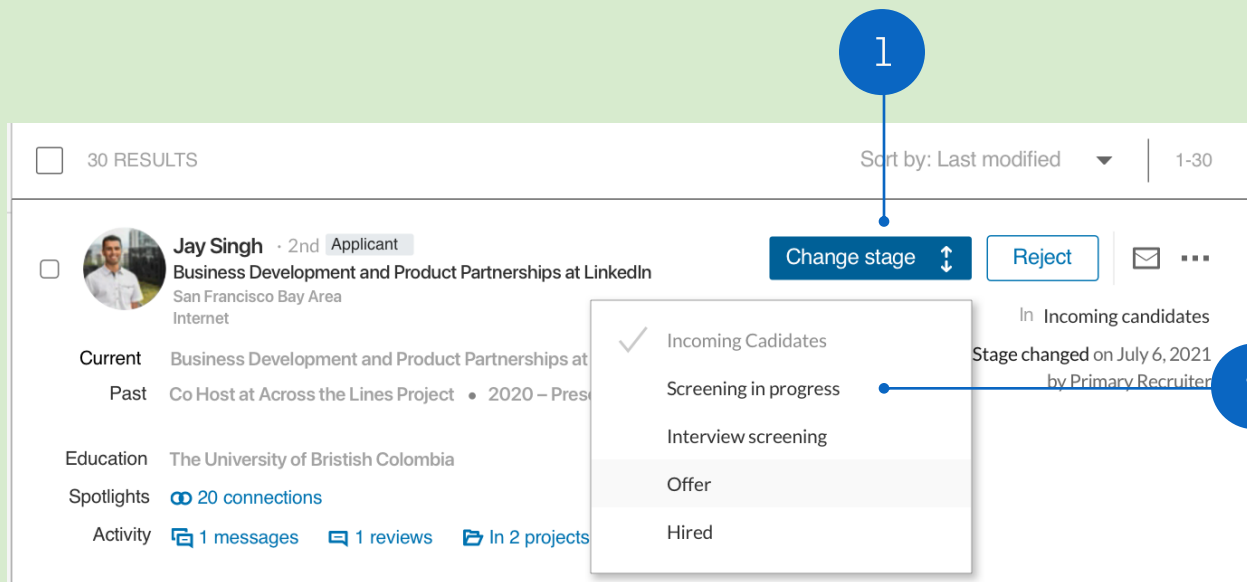 1
30 RESULTS
Sort by: Last modified
1-30
Jay Singh · 2nd Applicant
Change stage
Reject
Business Development and Product Partnerships at LinkedIn
San Francisco Bay Area
Internet
In Incoming candidates
Incoming Cadidates
Current Business Development and Product Partnerships at
Stage changed on July 6, 2021
by Primary Recruiter
Screening in progress
Past Co Host at Across the Lines Project • 2020 – Pres
Interview screening
Education The University of Bristish Colombia
Offer
Spotlights 20 connections
Hired
Activity 1 messages 1 reviews In 2 projects